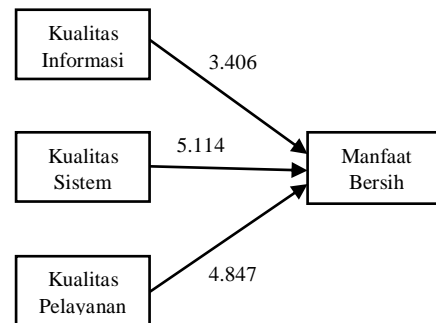 Kualitas
Informasi
3.406
Kualitas
Sistem
5.114
Manfaat
Bersih
Kualitas
Pelayanan
4.847